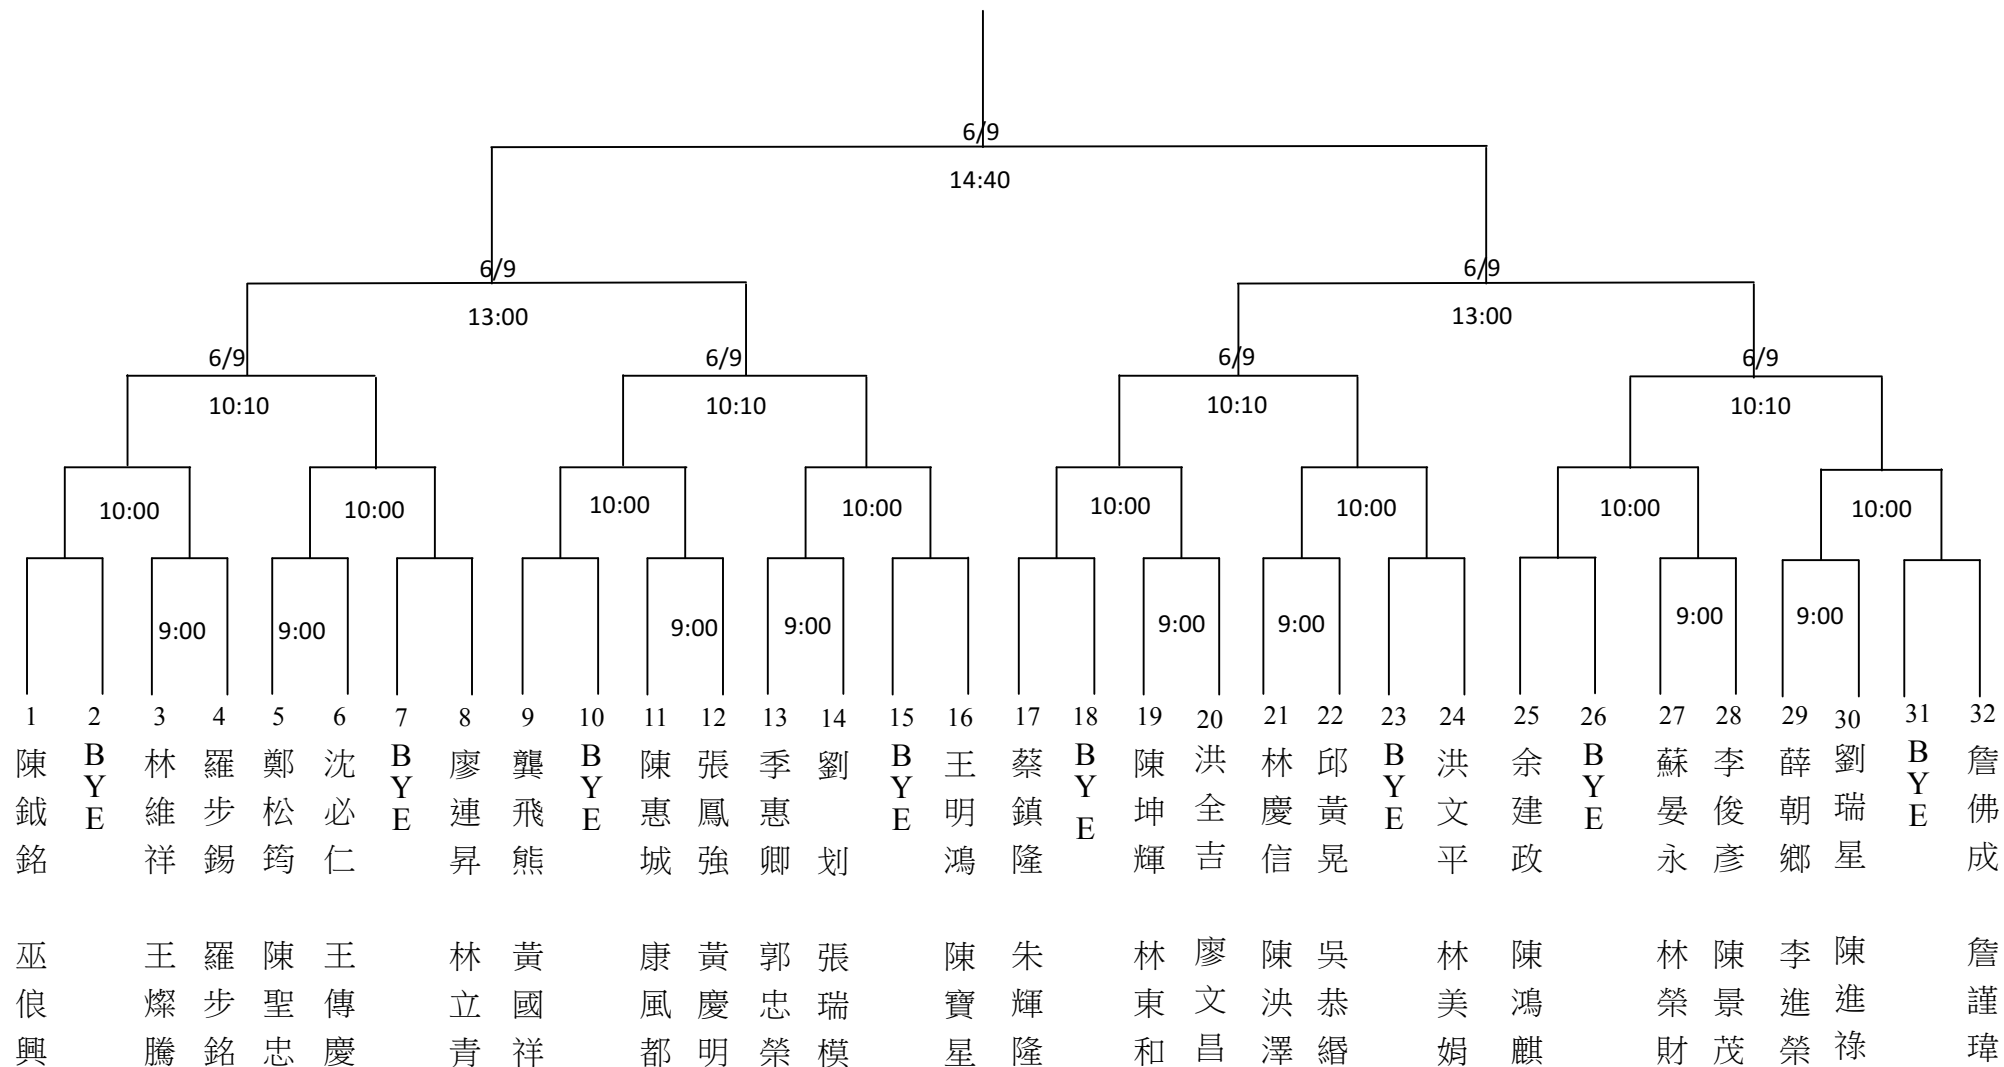 6/9
14:40
6/9
6/9
13:00
13:00
6/9
6/9
6/9
6/9
10:10
10:10
10:10
10:10
10:00
10:00
10:00
10:00
10:00
10:00
10:00
10:00
9:00
9:00
9:00
9:00
9:00
9:00
9:00
9:00
1
2
3
4
5
6
7
8
9
10
11
12
13
14
15
16
17
18
19
20
21
22
23
24
25
26
27
28
29
30
31
32
陳鉞銘
BYE
林維祥
羅步錫
鄭松筠
沈必仁
BYE
廖連昇
龔飛熊
BYE
陳惠城
張鳳強
季惠卿
劉划
BYE
王明鴻
蔡鎮隆
BYE
陳坤輝
洪全吉
林慶信
邱黃晃
BYE
洪文平
余建政
BYE
蘇晏永
李俊彥
薛朝鄉
劉瑞星
BYE
詹佛成
巫俍興
王燦騰
羅步銘
陳聖忠
王傳慶
林立青
黃國祥
康風都
黃慶明
郭忠榮
張瑞模
陳寶星
朱輝隆
林東和
廖文昌
陳泱澤
吳恭緡
林美娟
陳鴻麒
林榮財
陳景茂
李進榮
陳進祿
詹謹瑋